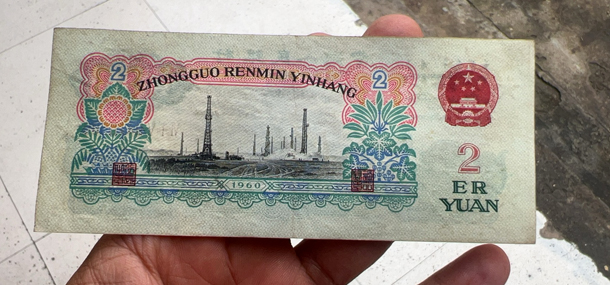 2
2
ZHONGGUO RENMIN YINHANG
1960
2
ER
YUAN